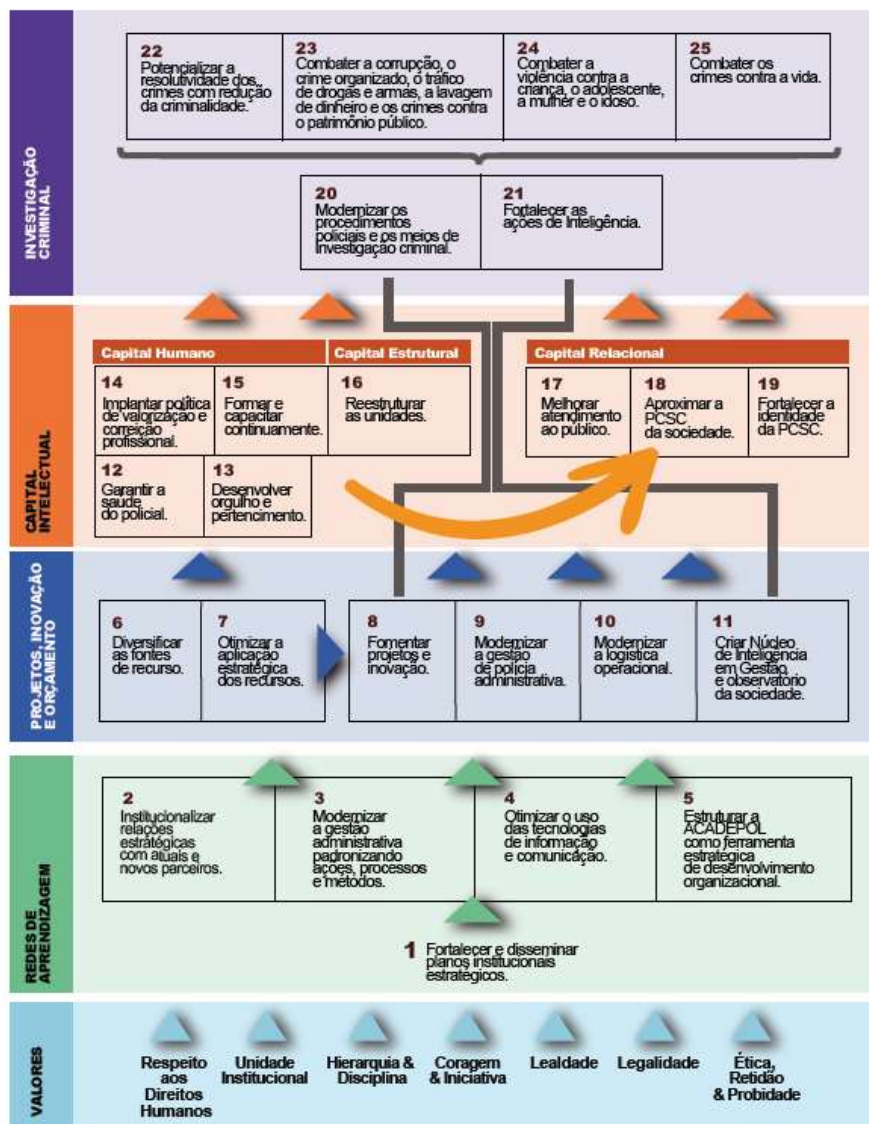 INVESTIGAÇÃO
CRIMINAL
22
Potencializar a
resolutividade dos
crimes com redução
da criminalidade.
23
Combater a corrupção, o
crime organizado, o tráfico
de drogas e armas, a lavagem
de dinheiro e os crimes contra
o patrimônio público.
24
Combater a
violência contra a
criança, o adolescente,
a mulher e o idoso.
25
Combater os
crimes contra a vida.
20
Modernizar os
procedimentos
policiais e os meios de
investigação criminal.
21
Fortalecer as
ações de Inteligência.
CAPITAL
INTELECTUAL
Capital Humano
Capital Estrutural
Capital Relacional
14
Implantar política
de valorização e
correição
profissional.
15
Formar e
capacitar
continuamente.
16
Reestruturar
as unidades.
17
Melhorar
atendimento
ao público.
18
Aproximar a
PCSC
da sociedade.
19
Fortalecer a
identidade
da PCSC.
12
Garantir a
saúde
do policial.
13
Desenvolver
orgulho e
pertencimento.
PROJETOS, INOVAÇÃO
E ORÇAMENTO
6
Diversificar
as fontes
de recurso.
7
Otimizar a
aplicação
estratégica
dos recursos.
8
Fomentar
projetos e
inovação.
9
Modernizar
a gestão
de polícia
administrativa.
10
Modernizar
a logística
operacional.
11
Criar Núcleo
de Inteligência
em Gestão
e observatório
da sociedade.
REDES DE
APRENDIZAGEM
2
Institucionalizar
relações
estratégicas
com atuais e
novos parceiros.
3
Modernizar
a gestão
administrativa
padronizando
ações, processos
e métodos.
4
Otimizar o uso
das tecnologias
de informação
e comunicação.
5
Estruturar a
ACADEPOL
como ferramenta
estratégica
de desenvolvimento
organizacional.
1 Fortalecer e disseminar
planos institucionais
estratégicos.
VALORES
Respeito
aos
Direitos
Humanos
Unidade
Institucional
Hierarquia &
Disciplina
Coragem
& Iniciativa
Lealdade
Legalidade
Ética,
Retidão
& Probidade